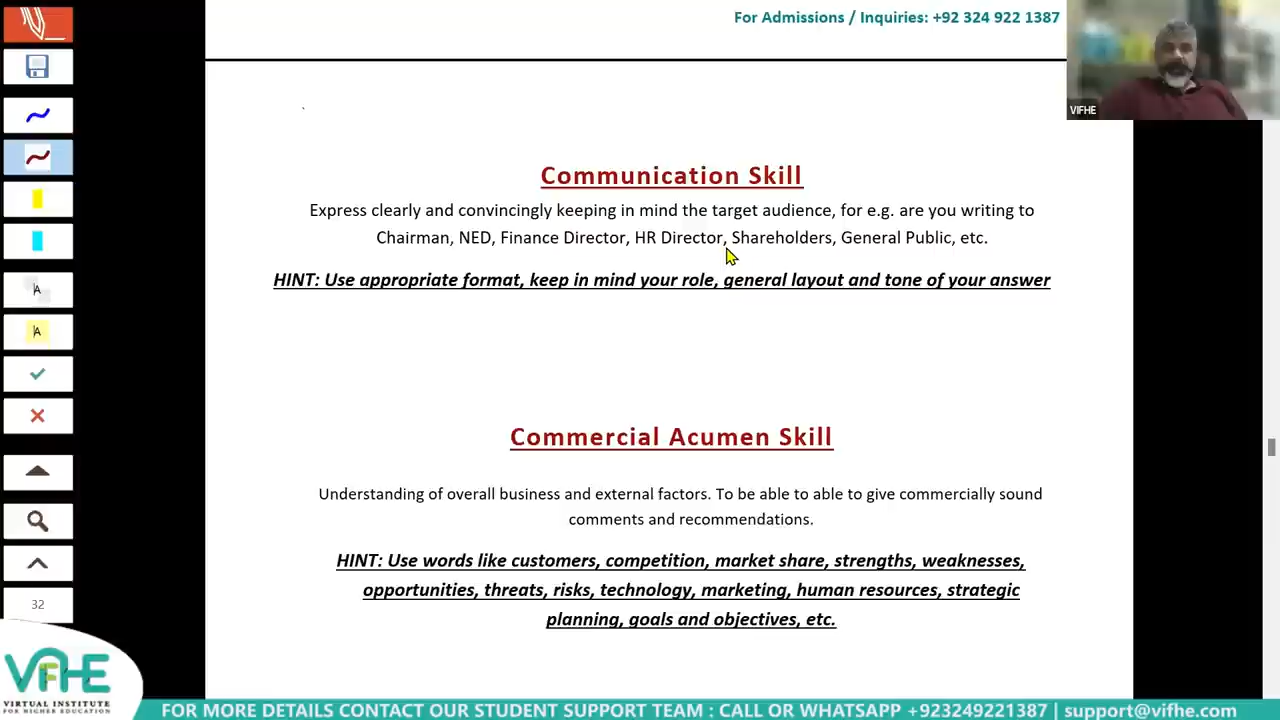 For Admissions / Inquiries: +92 324 922 1387
VIFHE
Communication Skill
Express clearly and convincingly keeping in mind the target audience, for e.g. are you writing to
Chairman, NED, Finance Director, HR Director, Shareholders, General Public, etc.
HINT: Use appropriate format, keep in mind your role, general layout and tone of your answer
Commercial Acumen Skill
Understanding of overall business and external factors. To be able to able to give commercially sound
comments and recommendations.
HINT: Use words like customers, competition, market share, strengths, weaknesses,
opportunities, threats, risks, technology, marketing, human resources, strategic
planning, goals and objectives, etc.
A
A
32
VIFHE
VIRTUAL INSTITUTE
FOR HIGHER EDUCATION
FOR MORE DETAILS CONTACT OUR STUDENT SUPPORT TEAM : CALL OR WHATSAPP +923249221387 | support@vifhe.com